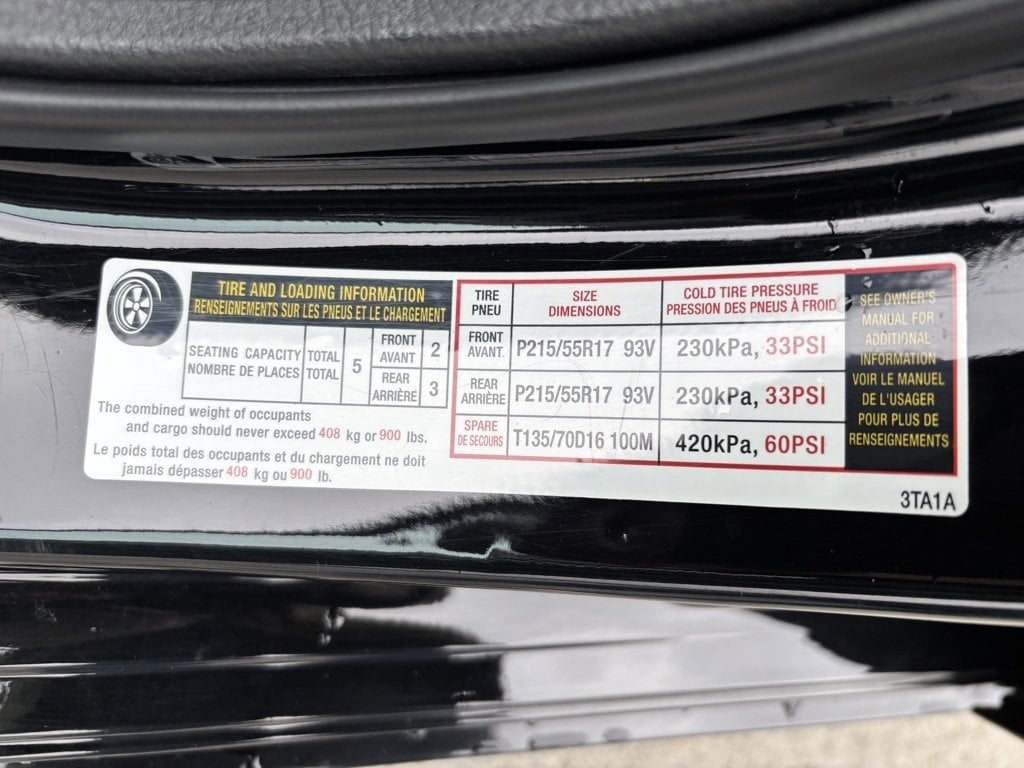 TIRE AND LOADING INFORMATION
RENSEIGNEMENTS SUR LES PNEUS ET LE CHARGEMENT
SEATING CAPACITY
NOMBRE DE PLACES
TOTAL
TOTAL
5
FRONT
AVANT
2
REAR
ARRIÈRE
3
The combined weight of occupants
and cargo should never exceed 408 kg or 900 lbs.
Le poids total des occupants et du chargement ne doit
jamais dépasser 408 kg ou 900 lb.
TIRE
PNEU
SIZE
DIMENSIONS
COLD TIRE PRESSURE
PRESSION DES PNEUS À FROID
FRONT
AVANT.
P215/55R17 93V
230kPa, 33PSI
REAR
ARRIÈRE
P215/55R17 93V
230kPa, 33PSI
SPARE
DE SECOURS
T135/70D16 100M
420kPa, 60PSI
SEE OWNER'S
MANUAL FOR
ADDITIONAL
INFORMATION
VOIR LE MANUEL
DE L'USAGER
POUR PLUS DE
RENSEIGNEMENTS
3TA1A